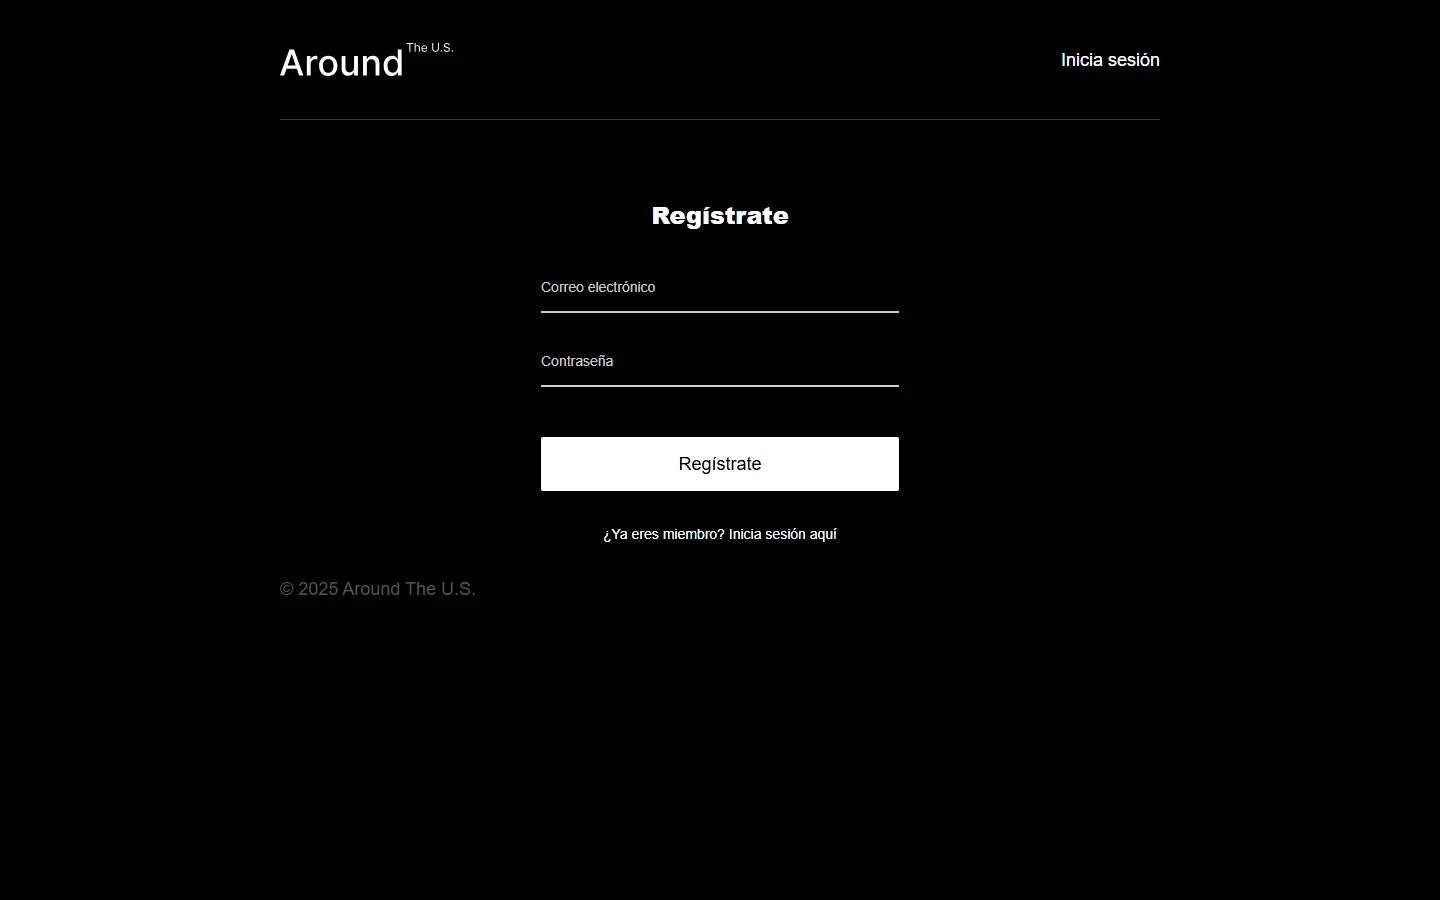 Around The U.S.
Inicia sesión
Regístrate
Correo electrónico
Contraseña
Regístrate
¿Ya eres miembro? Inicia sesión aquí
© 2025 Around The U.S.